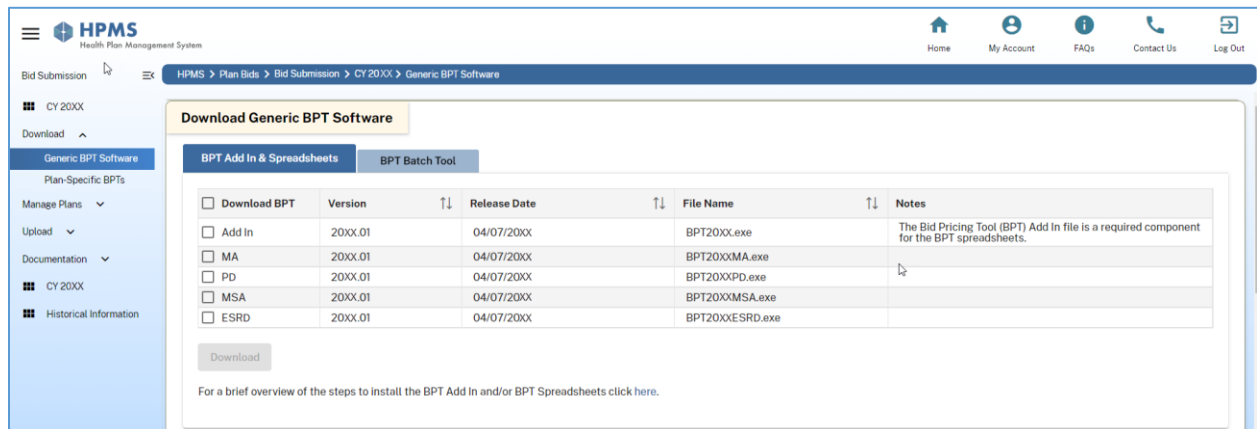 HPMS
Health Plan Management System
Home
My Account
FAQs
Contact Us
Log Out
Bid Submission
HPMS > Plan Bids > Bid Submission > CY 20XX > Generic BPT Software
CY 20XX
Download
Generic BPT Software
Plan-Specific BPTs
Manage Plans
Upload
Documentation
CY 20XX
Historical Information
Download Generic BPT Software
BPT Add In & Spreadsheets
BPT Batch Tool
Download BPT Version Release Date File Name Notes
Add In 20XX.01 04/07/20XX BPT20XX.exe The Bid Pricing Tool (BPT) Add In file is a required component
for the BPT spreadsheets.
MA 20XX.01 04/07/20XX BPT20XXMA.exe
PD 20XX.01 04/07/20XX BPT20XXPD.exe
MSA 20XX.01 04/07/20XX BPT20XXMSA.exe
ESRD 20XX.01 04/07/20XX BPT20XXESRD.exe
Download
For a brief overview of the steps to install the BPT Add In and/or BPT Spreadsheets click here.